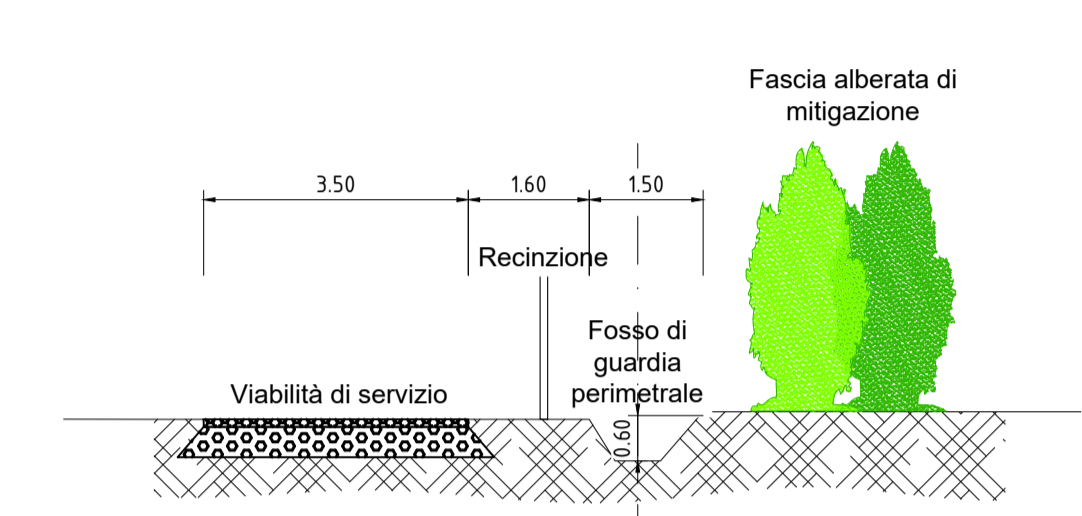 Fascia alberata di
mitigazione
3.50
1.60
1.50
Recinzione
Fosso di
guardia
perimetrale
Viabilità di servizio
0.60